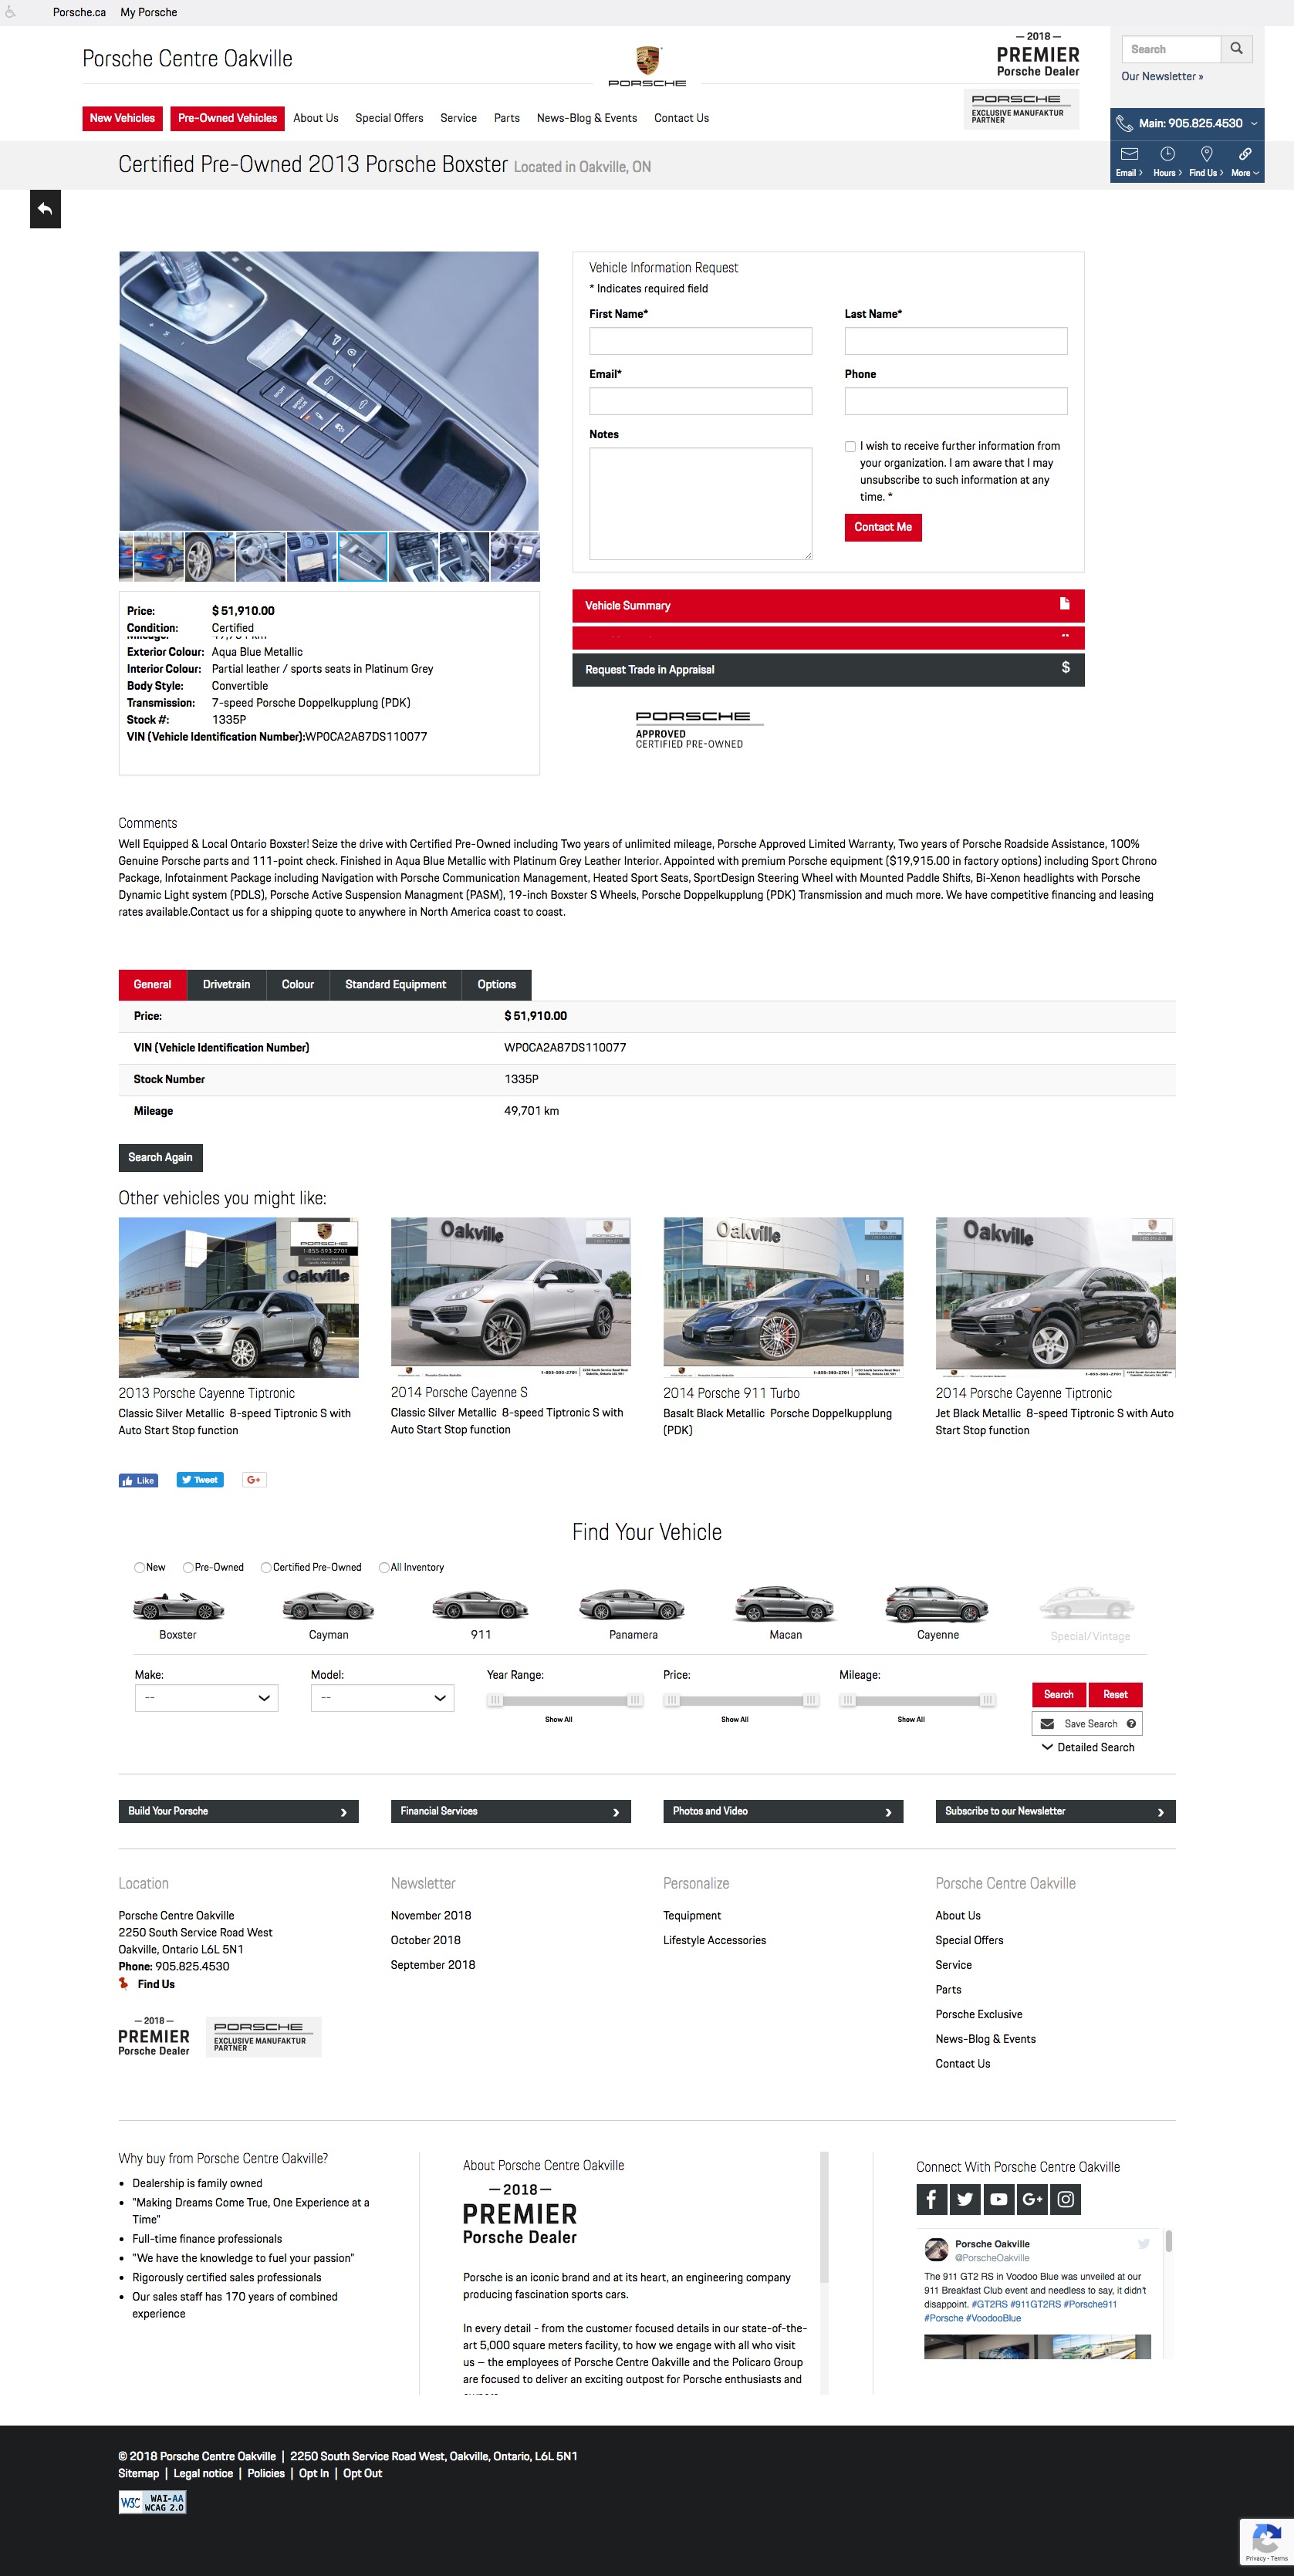 Porsche.ca My Porsche
Porsche Centre Oakville
PORSCHE
— 2018 —
PREMIER
Porsche Dealer
PORSCHE
EXCLUSIVE MANUFAKTUR
PARTNER
Search
Our Newsletter »
New Vehicles Pre-Owned Vehicles About Us Special Offers Service Parts News-Blog & Events Contact Us
Main: 905.825.4530
Email Hours Find Us More
Certified Pre-Owned 2013 Porsche Boxster Located in Oakville, ON
SPORT
SPORT PLUS
Vehicle Information Request
* Indicates required field
First Name* Last Name*
Email* Phone
Notes
I wish to receive further information from
your organization. I am aware that I may
unsubscribe to such information at any
time. *
Contact Me
Vehicle Summary
Request Trade in Appraisal $
PORSCHE
APPROVED
CERTIFIED PRE-OWNED
Price: $ 51,910.00
Condition: Certified
Mileage: 49,701 km
Exterior Colour: Aqua Blue Metallic
Interior Colour: Partial leather / sports seats in Platinum Grey
Body Style: Convertible
Transmission: 7-speed Porsche Doppelkupplung (PDK)
Stock #: 1335P
VIN (Vehicle Identification Number):WP0CA2A87DS110077
Comments
Well Equipped & Local Ontario Boxster! Seize the drive with Certified Pre-Owned including Two years of unlimited mileage, Porsche Approved Limited Warranty, Two years of Porsche Roadside Assistance, 100%
Genuine Porsche parts and 111-point check. Finished in Aqua Blue Metallic with Platinum Grey Leather Interior. Appointed with premium Porsche equipment ($19,915.00 in factory options) including Sport Chrono
Package, Infotainment Package including Navigation with Porsche Communication Management, Heated Sport Seats, SportDesign Steering Wheel with Mounted Paddle Shifts, Bi-Xenon headlights with Porsche
Dynamic Light system (PDLS), Porsche Active Suspension Managment (PASM), 19-inch Boxster S Wheels, Porsche Doppelkupplung (PDK) Transmission and much more. We have competitive financing and leasing
rates available.Contact us for a shipping quote to anywhere in North America coast to coast.
General Drivetrain Colour Standard Equipment Options
Price: $ 51,910.00
VIN (Vehicle Identification Number) WP0CA2A87DS110077
Stock Number 1335P
Mileage 49,701 km
Search Again
Other vehicles you might like:
PORSCHE
1-855-593-2701
Oakville
PORSCHE
Oakville
1-855-593-2701
Oakville
1-855-593-2701
Oakville
1-855-593-2701
2013 Porsche Cayenne Tiptronic
Classic Silver Metallic 8-speed Tiptronic S with
Auto Start Stop function
2014 Porsche Cayenne S
Classic Silver Metallic 8-speed Tiptronic S with
Auto Start Stop function
2014 Porsche 911 Turbo
Basalt Black Metallic Porsche Doppelkupplung
(PDK)
2014 Porsche Cayenne Tiptronic
Jet Black Metallic 8-speed Tiptronic S with Auto
Start Stop function
Like Tweet G+
Find Your Vehicle
New Pre-Owned Certified Pre-Owned All Inventory
Boxster Cayman 911 Panamera Macan Cayenne Special/Vintage
Make: Model: Year Range: Price: Mileage:
-- --
Show All Show All Show All
Search Reset
Save Search ?
Detailed Search
Build Your Porsche Financial Services Photos and Video Subscribe to our Newsletter
Location
Porsche Centre Oakville
2250 South Service Road West
Oakville, Ontario L6L 5N1
Phone: 905.825.4530
Find Us
— 2018 —
PREMIER
Porsche Dealer
PORSCHE
EXCLUSIVE MANUFAKTUR
PARTNER
Newsletter
November 2018
October 2018
September 2018
Personalize
Tequipment
Lifestyle Accessories
Porsche Centre Oakville
About Us
Special Offers
Service
Parts
Porsche Exclusive
News-Blog & Events
Contact Us
Why buy from Porsche Centre Oakville?
• Dealership is family owned
• "Making Dreams Come True, One Experience at a
Time"
• Full-time finance professionals
• "We have the knowledge to fuel your passion"
• Rigorously certified sales professionals
• Our sales staff has 170 years of combined
experience
About Porsche Centre Oakville
— 2018 —
PREMIER
Porsche Dealer
Porsche is an iconic brand and at its heart, an engineering company
producing fascination sports cars.
In every detail - from the customer focused details in our state-of-the-
art 5,000 square meters facility, to how we engage with all who visit
us – the employees of Porsche Centre Oakville and the Policaro Group
are focused to deliver an exciting outpost for Porsche enthusiasts and
Connect With Porsche Centre Oakville
f G+
Porsche Oakville
@PorscheOakville
The 911 GT2 RS in Voodoo Blue was unveiled at our
911 Breakfast Club event and needless to say, it didn't
disappoint. #GT2RS #911GT2RS #Porsche911
#Porsche #VoodooBlue
© 2018 Porsche Centre Oakville | 2250 South Service Road West, Oakville, Ontario, L6L 5N1
Sitemap | Legal notice | Policies | Opt In | Opt Out
W3C WAI-AA
WCAG 2.0
Privacy - Terms